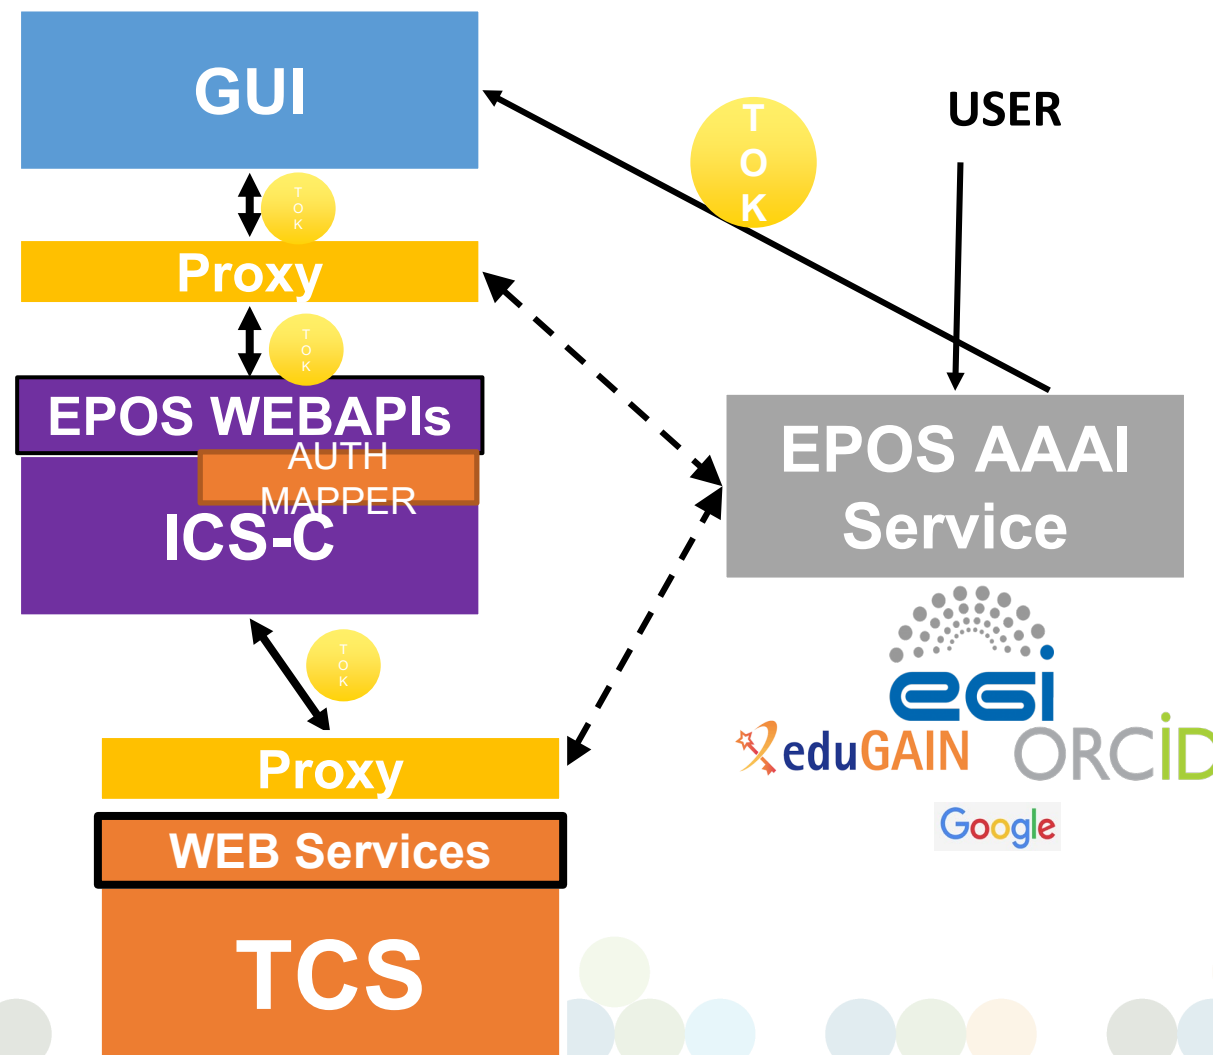 GUI
USER
T
O
K
T
O
K
Proxy
T
O
K
EPOS WEBAPIs
AUTH
MAPPER
ICS-C
EPOS AAAI
Service
T
O
K
egi
eduGAIN
ORCiD
Google
Proxy
WEB Services
TCS